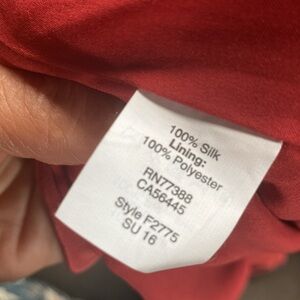 100% Silk
Lining:
100% Polyester
RN77388
CA56445
Style F2775
SU 16